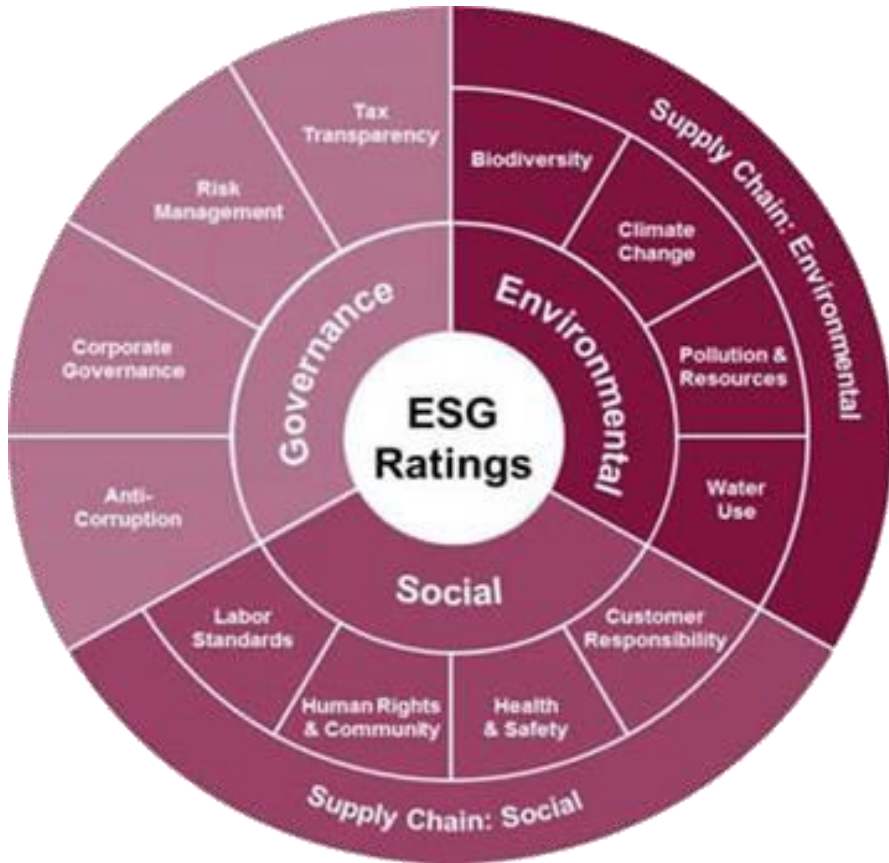 ESG
Ratings
Environmental
Biodiversity
Climate
Change
Pollution &
Resources
Water
Use
Supply Chain: Environmental
Social
Customer
Responsibility
Health
& Safety
Human Rights
& Community
Labor
Standards
Supply Chain: Social
Governance
Anti-
Corruption
Corporate
Governance
Risk
Management
Tax
Transparency